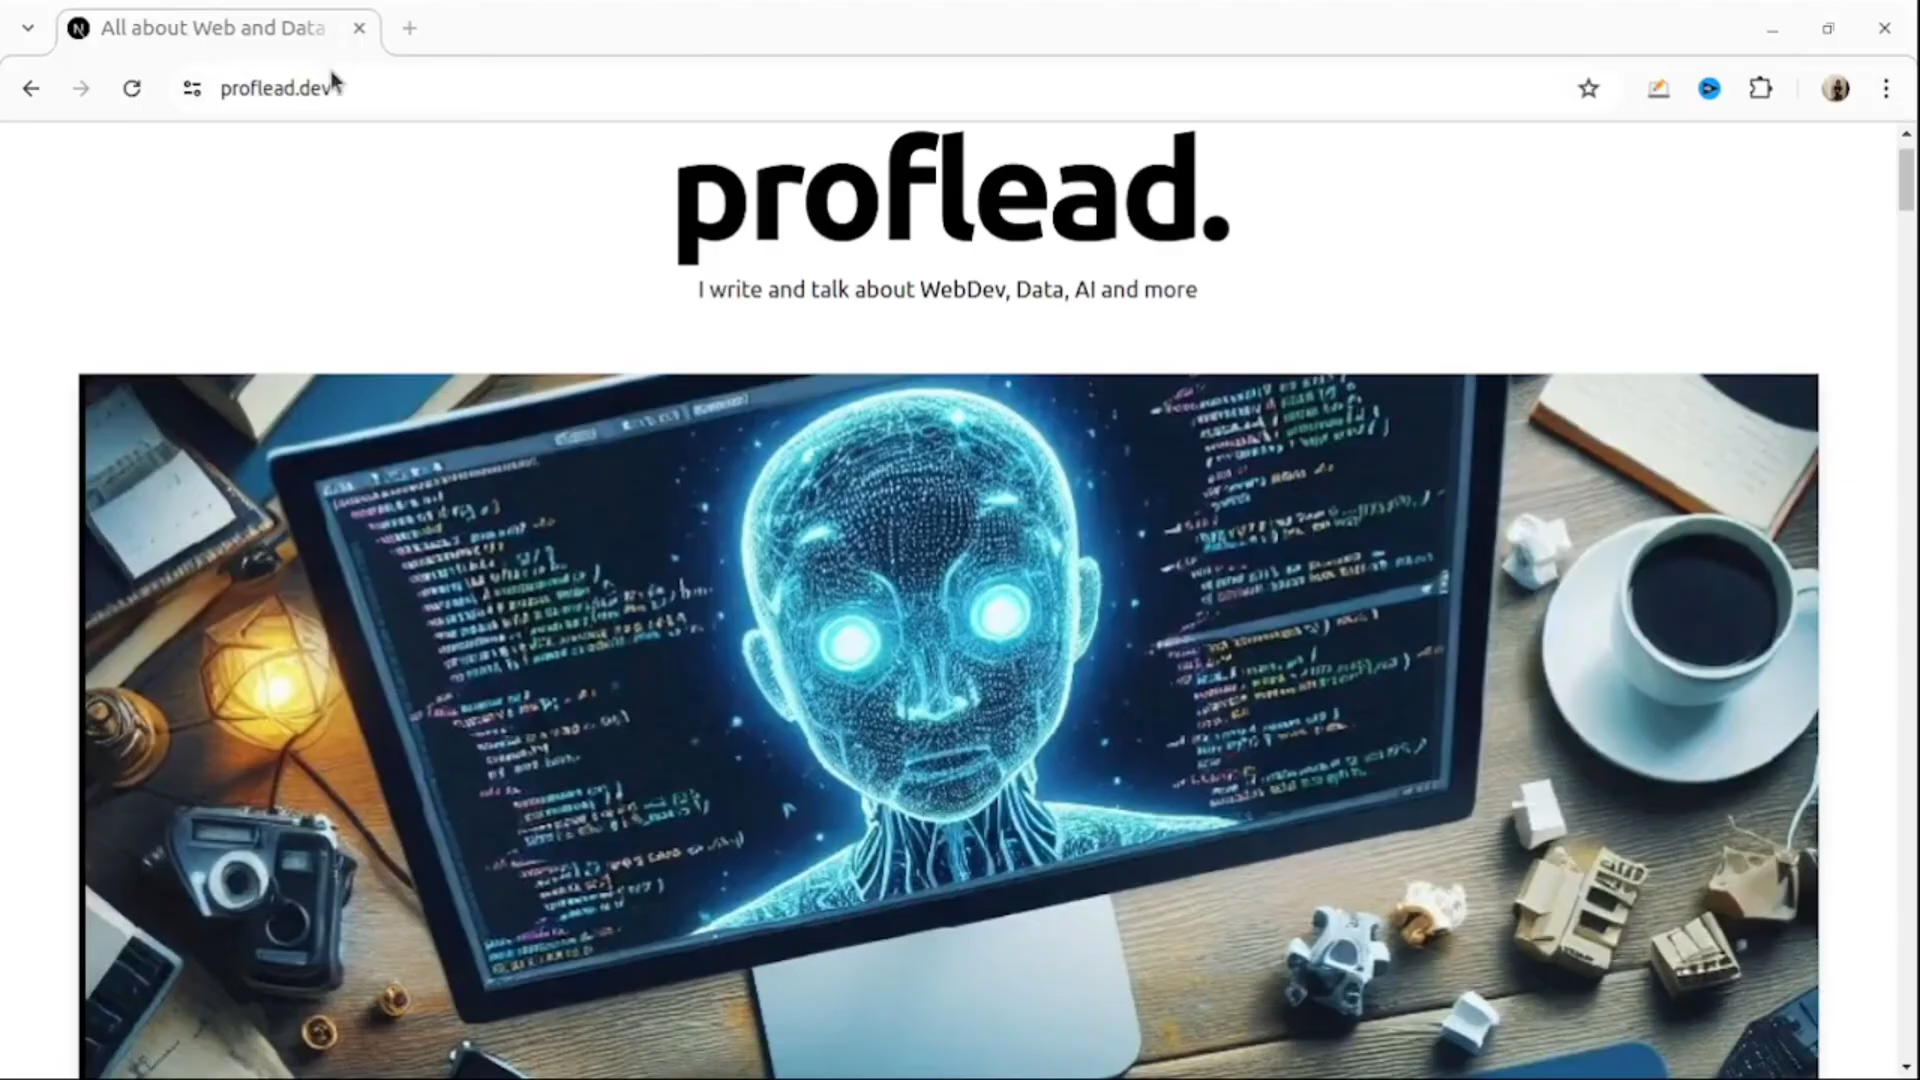 All about Web and Data
proflead.dev
proflead.
I write and talk about WebDev, Data, AI and more